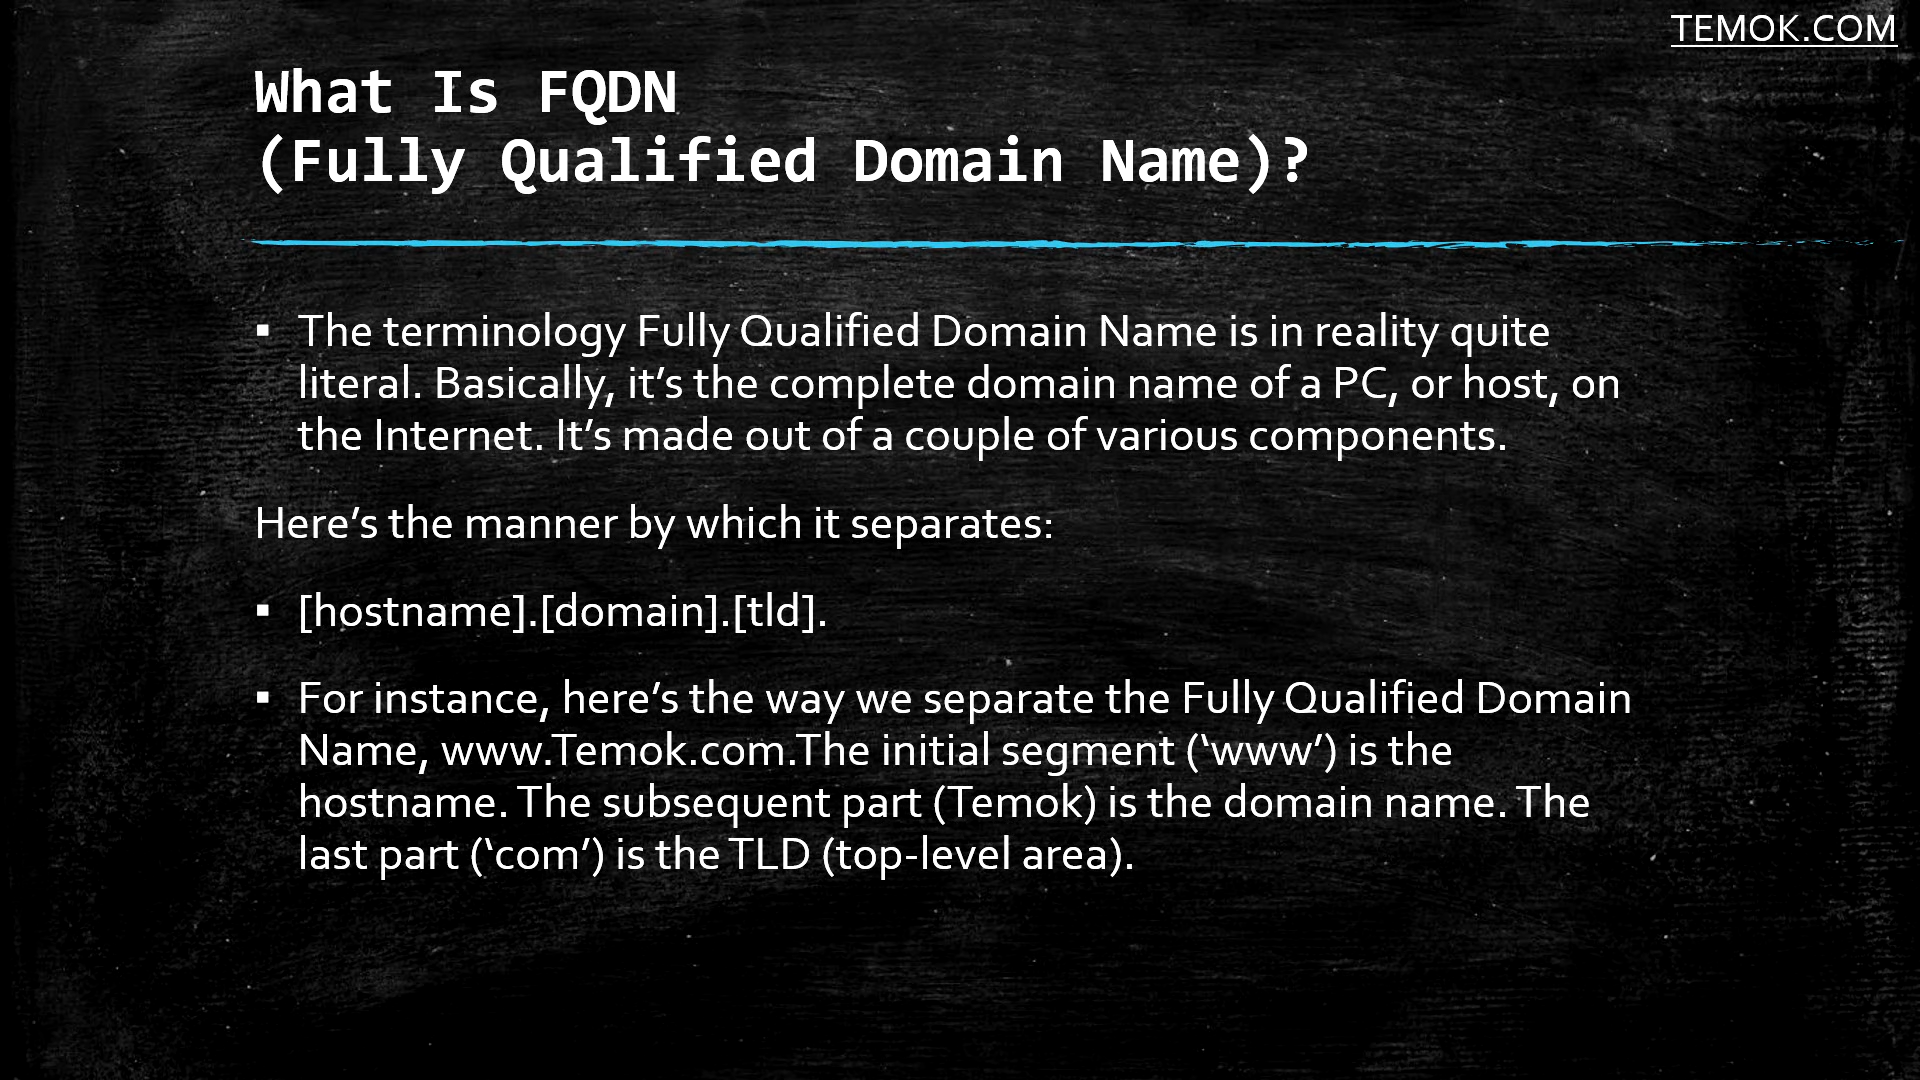 TEMOK.COM
What Is FQDN
(Fully Qualified Domain Name)?
▪ The terminology Fully Qualified Domain Name is in reality quite
literal. Basically, it’s the complete domain name of a PC, or host, on
the Internet. It’s made out of a couple of various components.
Here’s the manner by which it separates:
▪ [hostname].[domain].[tld].
▪ For instance, here’s the way we separate the Fully Qualified Domain
Name, www.Temok.com.The initial segment (‘www’) is the
hostname. The subsequent part (Temok) is the domain name. The
last part (‘com’) is the TLD (top-level area).